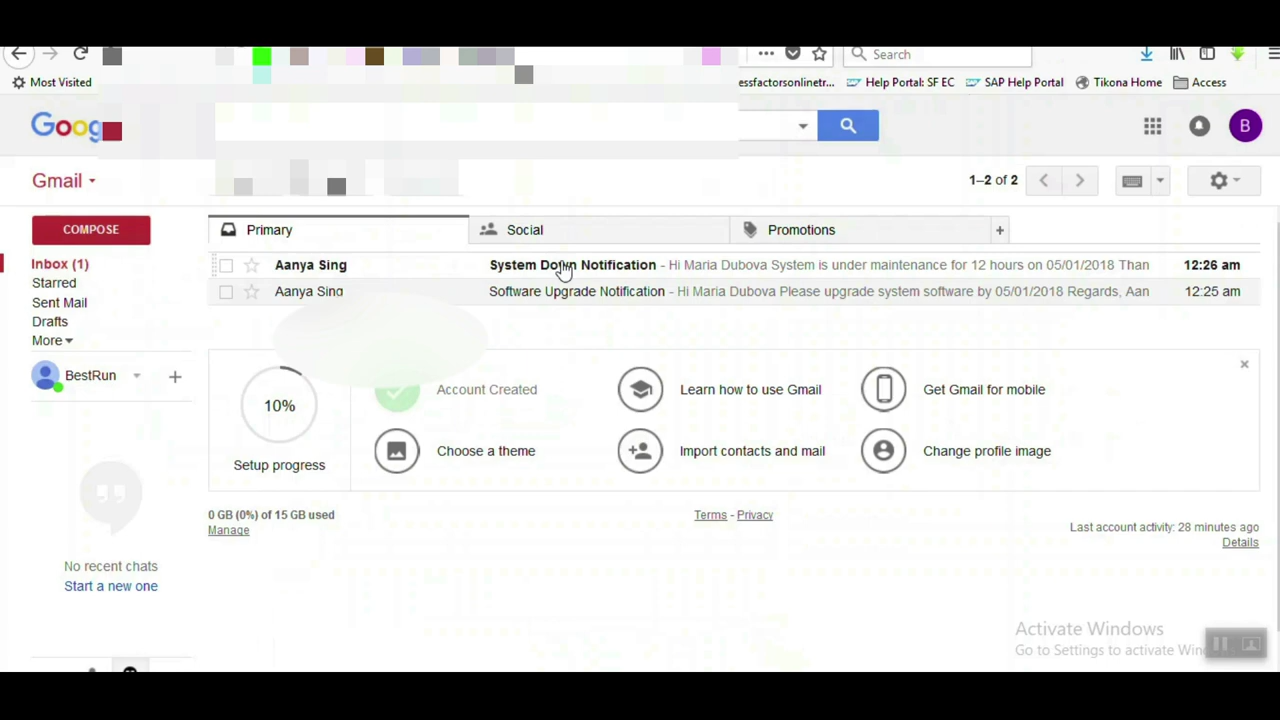 Search
Most Visited
essfactorsonlinetr... Help Portal: SF EC SAP Help Portal Tikona Home Access
Goog
B
Gmail
1–2 of 2
COMPOSE
Primary Social Promotions +
Inbox (1)
Starred
Sent Mail
Drafts
More
Aanya Sing System Down Notification - Hi Maria Dubova System is under maintenance for 12 hours on 05/01/2018 Than 12:26 am
Aanya Sing Software Upgrade Notification - Hi Maria Dubova Please upgrade system software by 05/01/2018 Regards, Aan 12:25 am
BestRun +
10%
Setup progress
Account Created Learn how to use Gmail Get Gmail for mobile
Choose a theme Import contacts and mail Change profile image
0 GB (0%) of 15 GB used
Manage
Terms - Privacy
Last account activity: 28 minutes ago
Details
No recent chats
Start a new one
Activate Windows
Go to Settings to activate